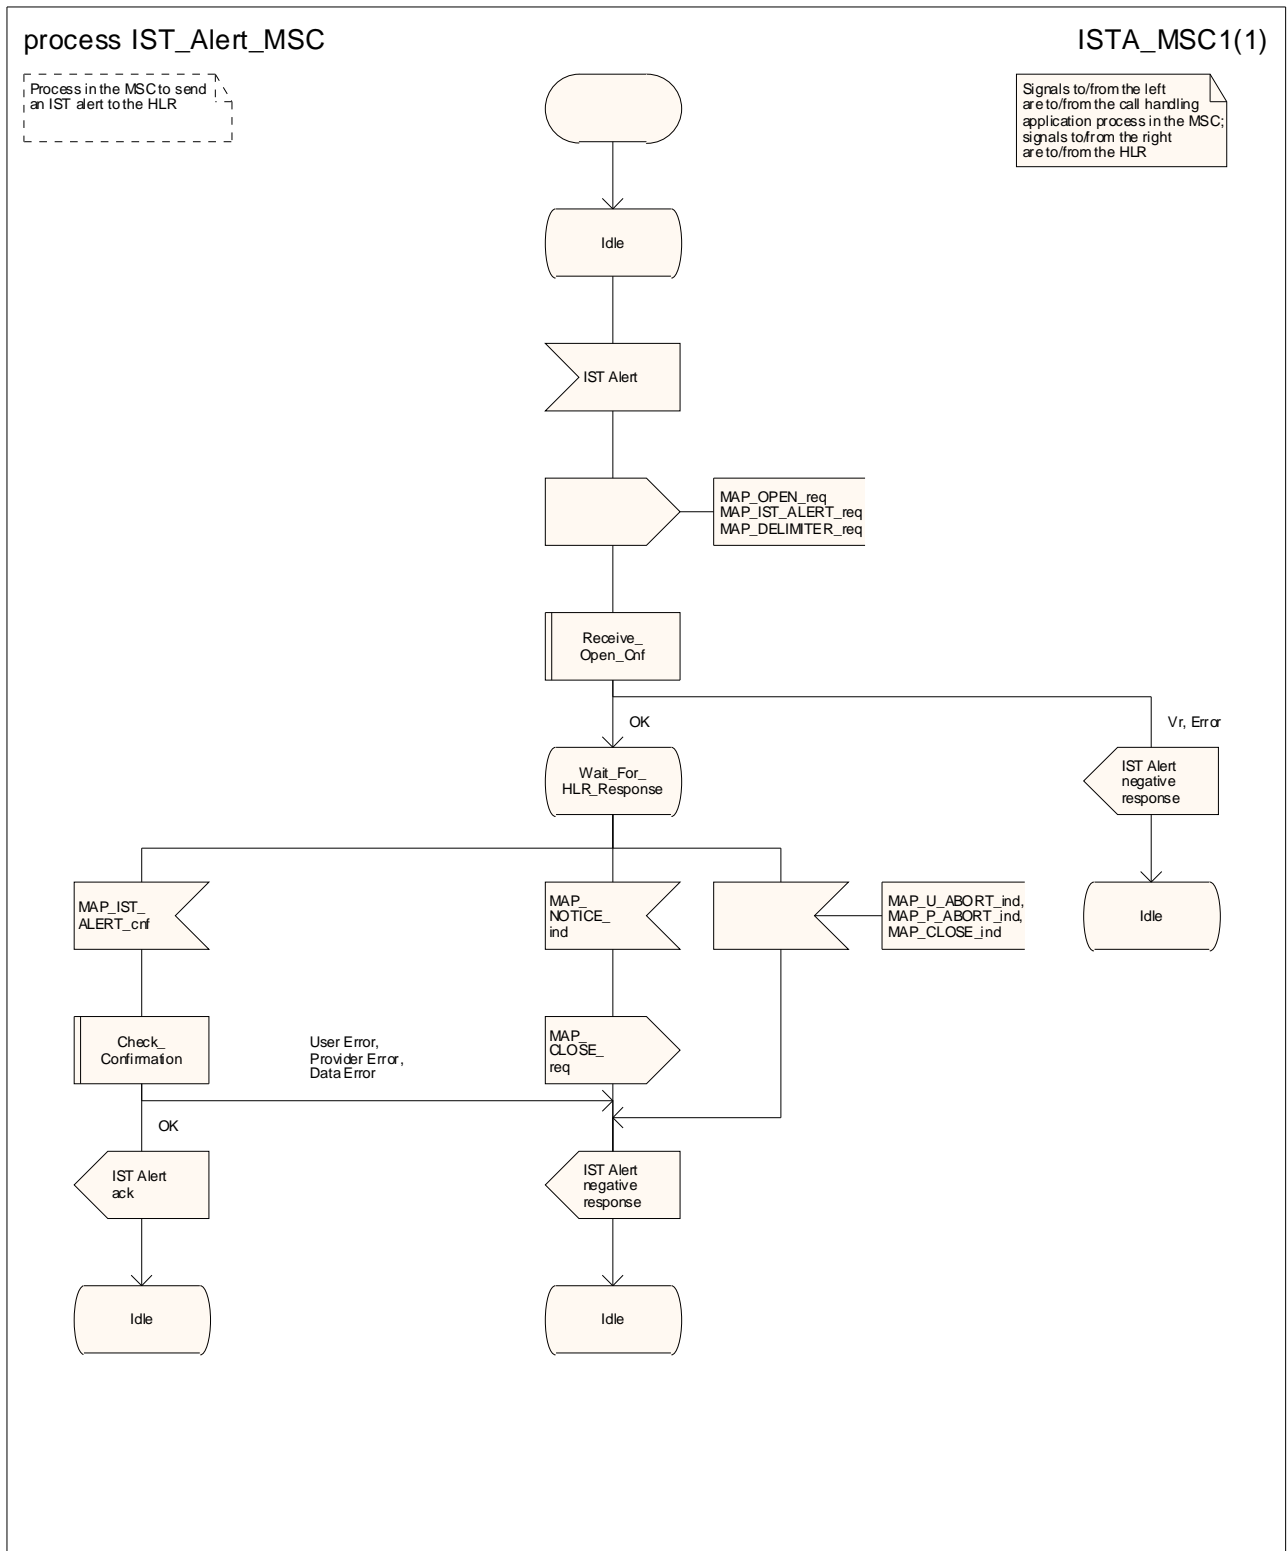 process IST_Alert_MSC
ISTA_MSC1(1)
Process in the MSC to send
an IST alert to the HLR
Signals to/from the left
are to/from the call handling
application process in the MSC;
signals to/from the right
are to/from the HLR
Idle
IST Alert
MAP_OPEN_req
MAP_IST_ALERT_req
MAP_DELIMITER_req
Receive_
Open_Cnf
OK
Vr, Error
Wait_For_
HLR_Response
IST Alert
negative
response
MAP_IST_
ALERT_cnf
MAP_
NOTICE_
ind
MAP_U_ABORT_ind,
MAP_P_ABORT_ind,
MAP_CLOSE_ind
Idle
Check_
Confirmation
User Error,
Provider Error,
Data Error
MAP_
CLOSE_
req
OK
IST Alert
ack
IST Alert
negative
response
Idle
Idle